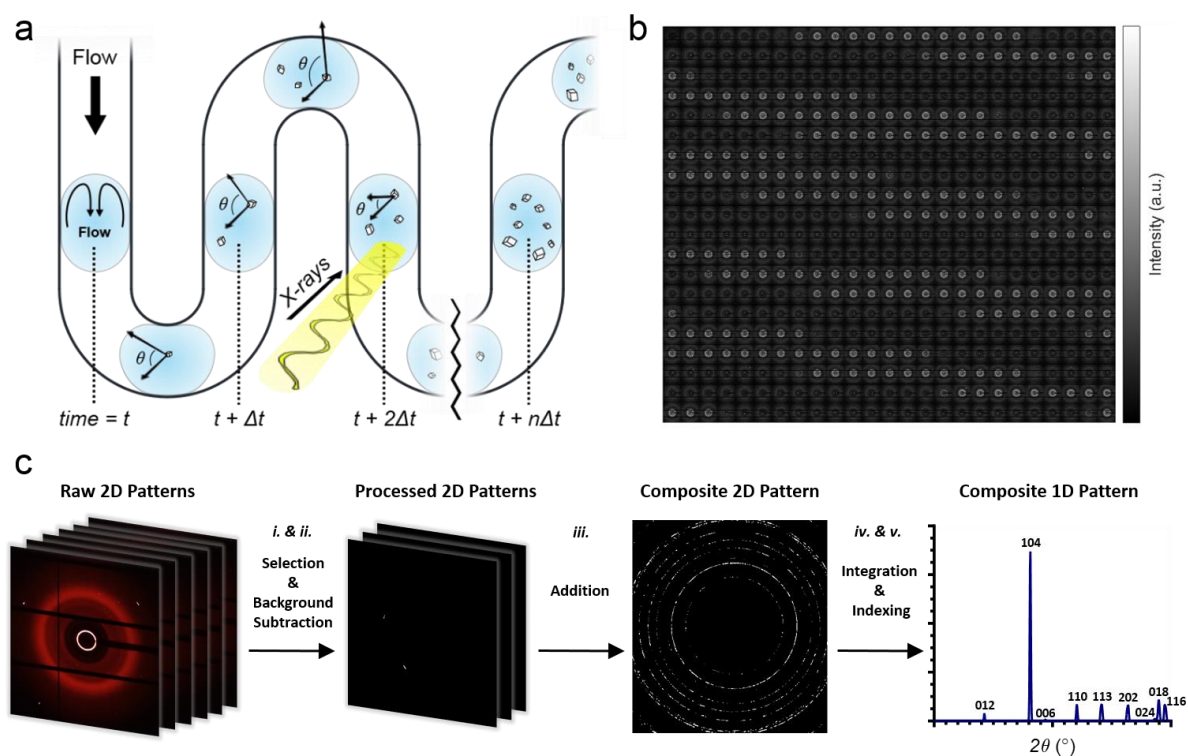 a
Flow
θ
θ
θ
θ
Flow
X-rays
time = t
t + Δt
t + 2Δt
t + nΔt
b
Intensity (a.u.)
c
Raw 2D Patterns
i. & ii.
Selection
&
Background
Subtraction
Processed 2D Patterns
iii.
Addition
Composite 2D Pattern
iv. & v.
Integration
&
Indexing
Composite 1D Pattern
104
012
006
110
113
202
024
018
116
2θ (°)